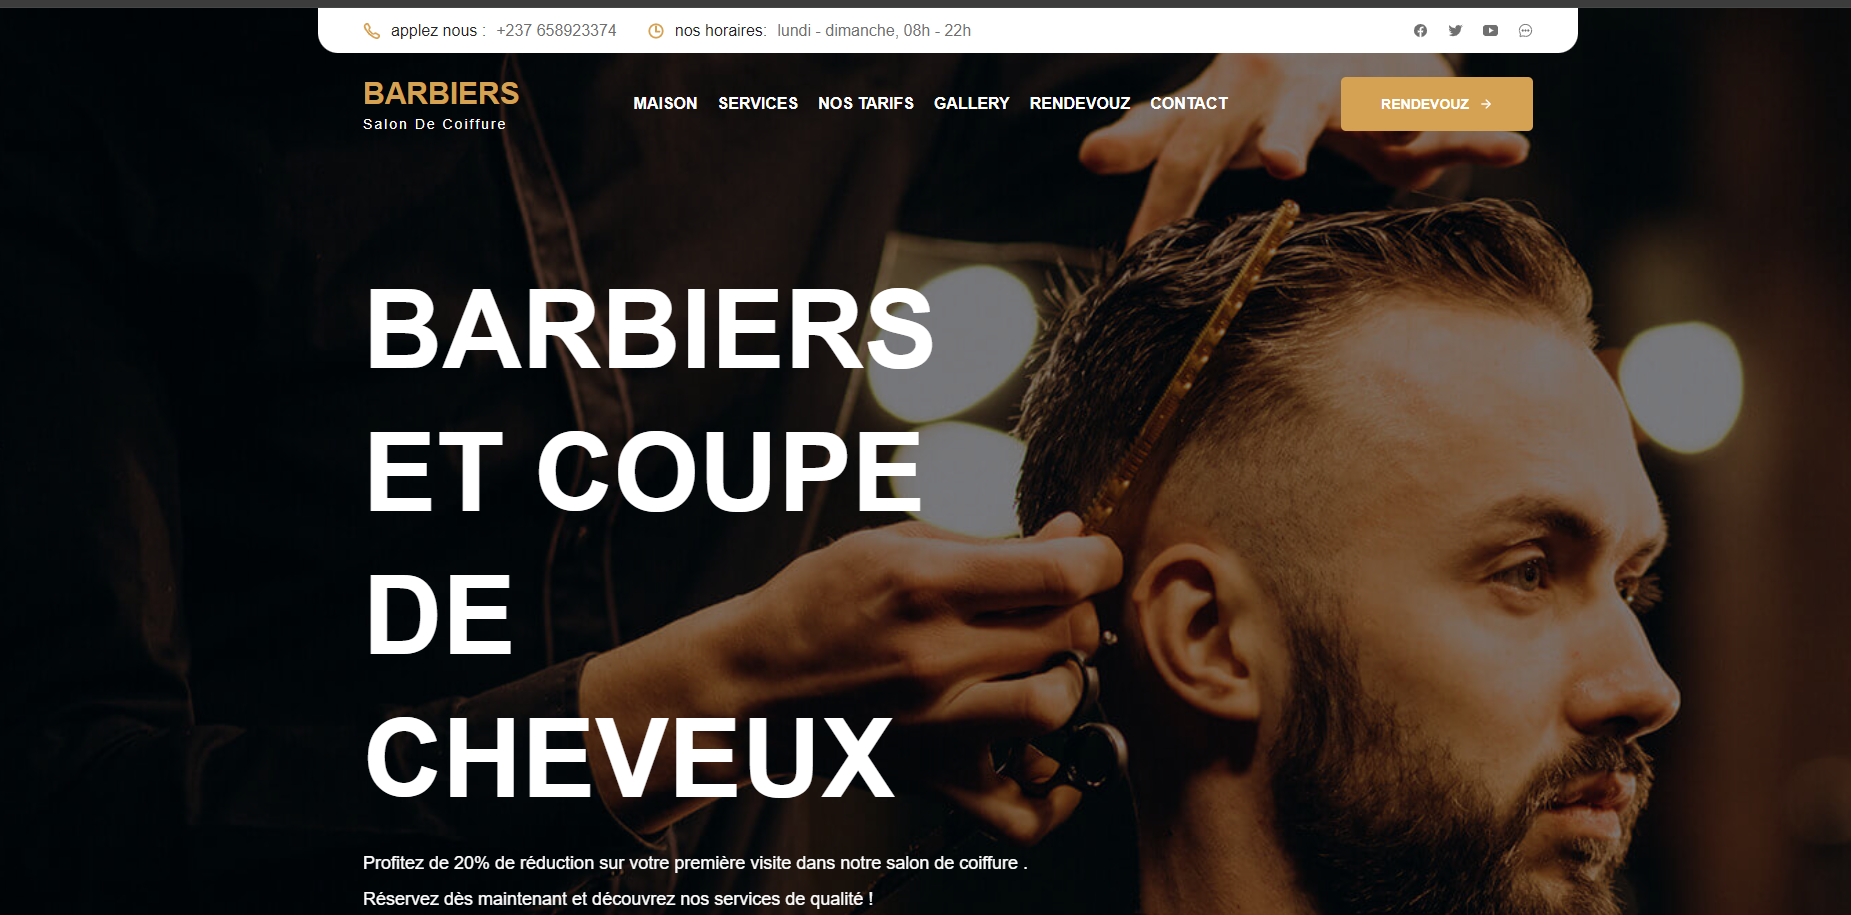 applez nous : +237 658923374 nos horaires: lundi - dimanche, 08h - 22h
BARBIERS
Salon De Coiffure
MAISON SERVICES NOS TARIFS GALLERY RENDEVOUZ CONTACT
RENDEVOUZ
BARBIERS
ET COUPE
DE
CHEVEUX
Profitez de 20% de réduction sur votre première visite dans notre salon de coiffure .
Réservez dès maintenant et découvrez nos services de qualité !